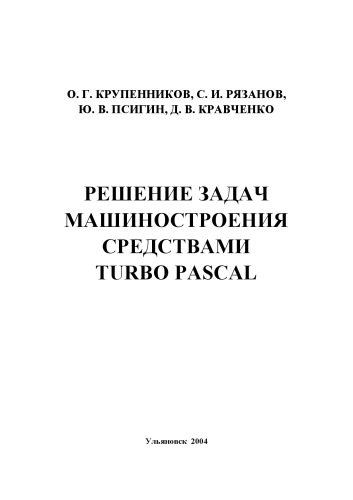 О. Г. КРУПЕННИКОВ, С. И. РЯЗАНОВ,
Ю. В. ПСИГИН, Д. В. КРАВЧЕНКО
РЕШЕНИЕ ЗАДАЧ
МАШИНОСТРОЕНИЯ
СРЕДСТВАМИ
TURBO PASCAL
Ульяновск 2004